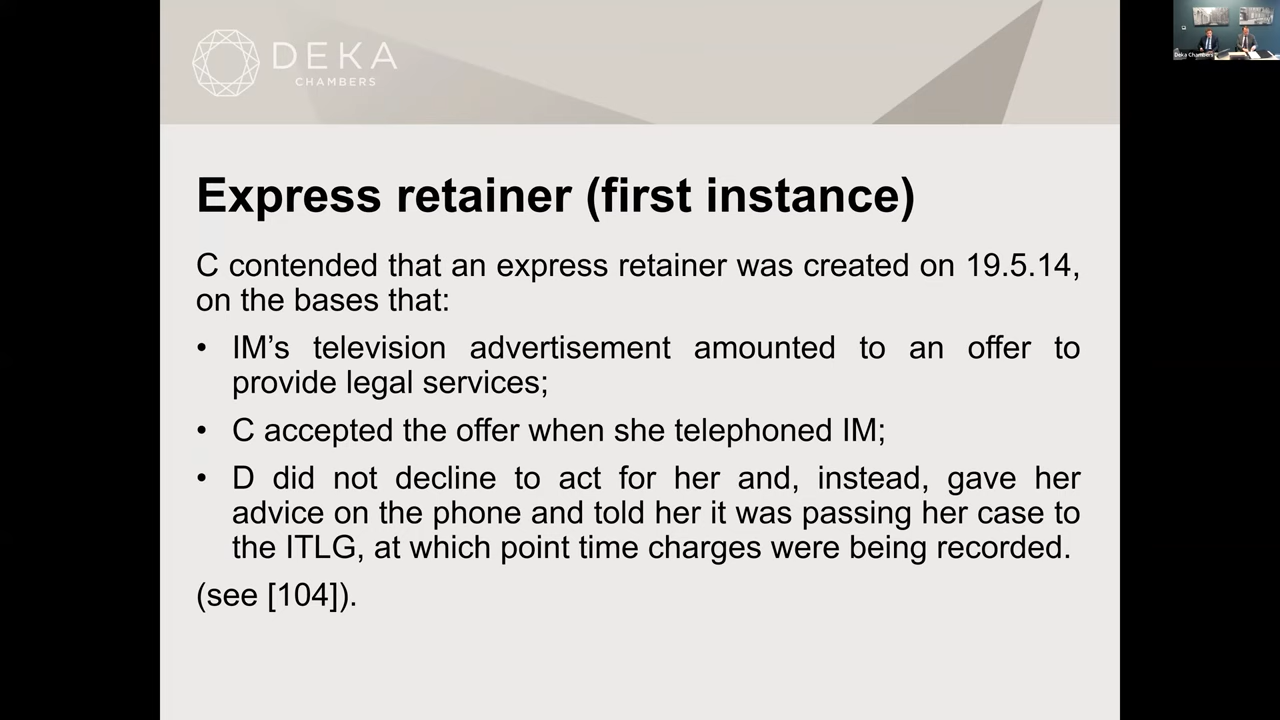 DEKA
CHAMBERS
Deka Chambers
Express retainer (first instance)
C contended that an express retainer was created on 19.5.14,
on the bases that:
• IM’s television advertisement amounted to an offer to
provide legal services;
• C accepted the offer when she telephoned IM;
• D did not decline to act for her and, instead, gave her
advice on the phone and told her it was passing her case to
the ITLG, at which point time charges were being recorded.
(see [104]).